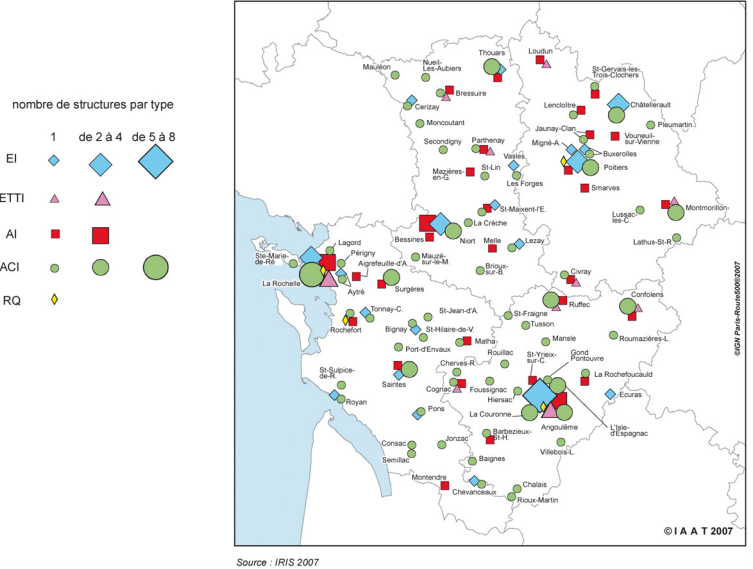 nombre de structures par type
1
de 2 à 4
de 5 à 8
EI
ETTI
AI
ACI
RQ
Thouars
Loudun
Mauléon
Nueil-
Les-Aubiers
St-Gervais-les-
Trois-Clochers
Bressuire
Cerizay
Lencloître
Châtellerault
Moncoutant
Pleumartin
Jaunay-Clan
Vouneuil-
sur-Vienne
Secondigny
Parthenay
Migné-A.
Vasles
Buxerolles
Mazières-
en-G.
St-Lin
Les Forges
Poitiers
Smarves
St-Maixent-l'E.
Montmorillon
Lussac
les-C.
La Crèche
Bessines
Niort
Melle
Lezay
Lathus-St-R
Lagord
Ste-Marie-
de-Ré
Périgny
Mauzé-
sur-le-M.
Brioux-
sur-B.
Aigrefeuille-d'A
Civray
La Rochelle
Aytré
Surgères
Confolens
Ruffec
Tonnay-C.
St-Jean-d'A.
St-Fraigne
Rochefort
Bignay
St-Hilaire-de-V.
Tusson
Matha
Mansle
Roumazières-L.
Port-d'Envaux
Rouillac
St-Yrieix-
sur-C.
Gond
Pontouvre
St-Sulpice-
de-R.
Cherves-R.
La Rochefoucauld
Saintes
Cognac
Foussignac
Hiersac
Ecuras
Royan
Pons
La Couronne
Angoulême
L'Isle-
d'Espagnac
Barbezieux-
St-H.
Consac
Jonzac
Villebois-L.
Semillac
Baignes
Montendre
Chevanceaux
Chalais
Rioux-Martin
©IGN Paris-Route500®2007
© I A A T 2007
Source : IRIS 2007